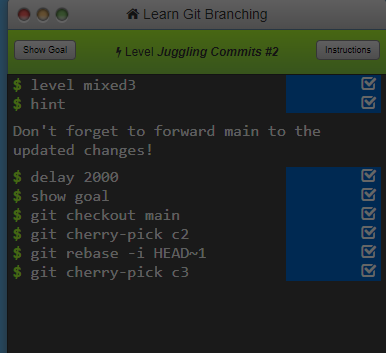 Learn Git Branching
Show Goal
Level Juggling Commits #2
Instructions
$ level mixed3
$ hint
Don't forget to forward main to the
updated changes!
$ delay 2000
$ show goal
$ git checkout main
$ git cherry-pick c2
$ git rebase -i HEAD~1
$ git cherry-pick c3